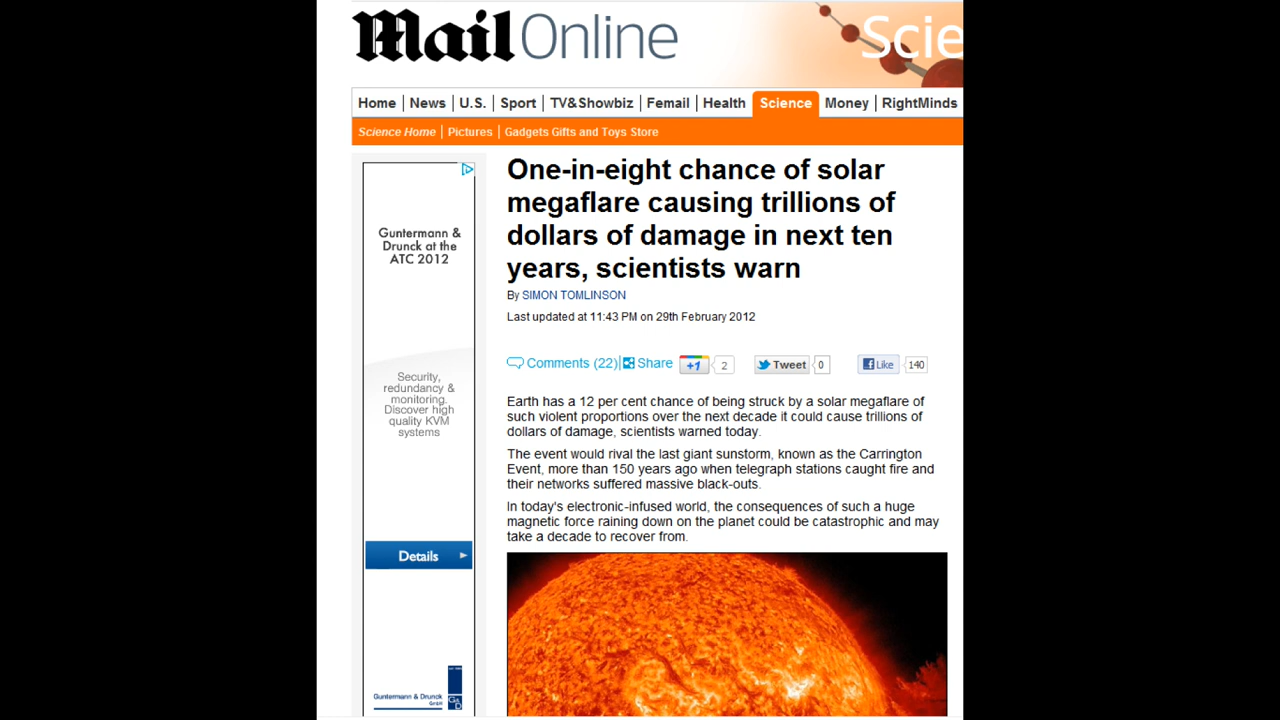 Mail Online
Scie
Home | News | U.S. | Sport | TV&Showbiz | Femail | Health | Science | Money | RightMinds
Science Home | Pictures | Gadgets Gifts and Toys Store
One-in-eight chance of solar
megaflare causing trillions of
dollars of damage in next ten
years, scientists warn
By SIMON TOMLINSON
Last updated at 11:43 PM on 29th February 2012
Comments (22) | Share +1 2 Tweet 0 Like 140
Earth has a 12 per cent chance of being struck by a solar megaflare of
such violent proportions over the next decade it could cause trillions of
dollars of damage, scientists warned today.
The event would rival the last giant sunstorm, known as the Carrington
Event, more than 150 years ago when telegraph stations caught fire and
their networks suffered massive black-outs.
In today's electronic-infused world, the consequences of such a huge
magnetic force raining down on the planet could be catastrophic and may
take a decade to recover from.
Guntermann &
Drunck at the
ATC 2012
Security,
redundancy &
monitoring.
Discover high
quality KVM
systems
Details
Guntermann & Drunck
GmbH
G&D